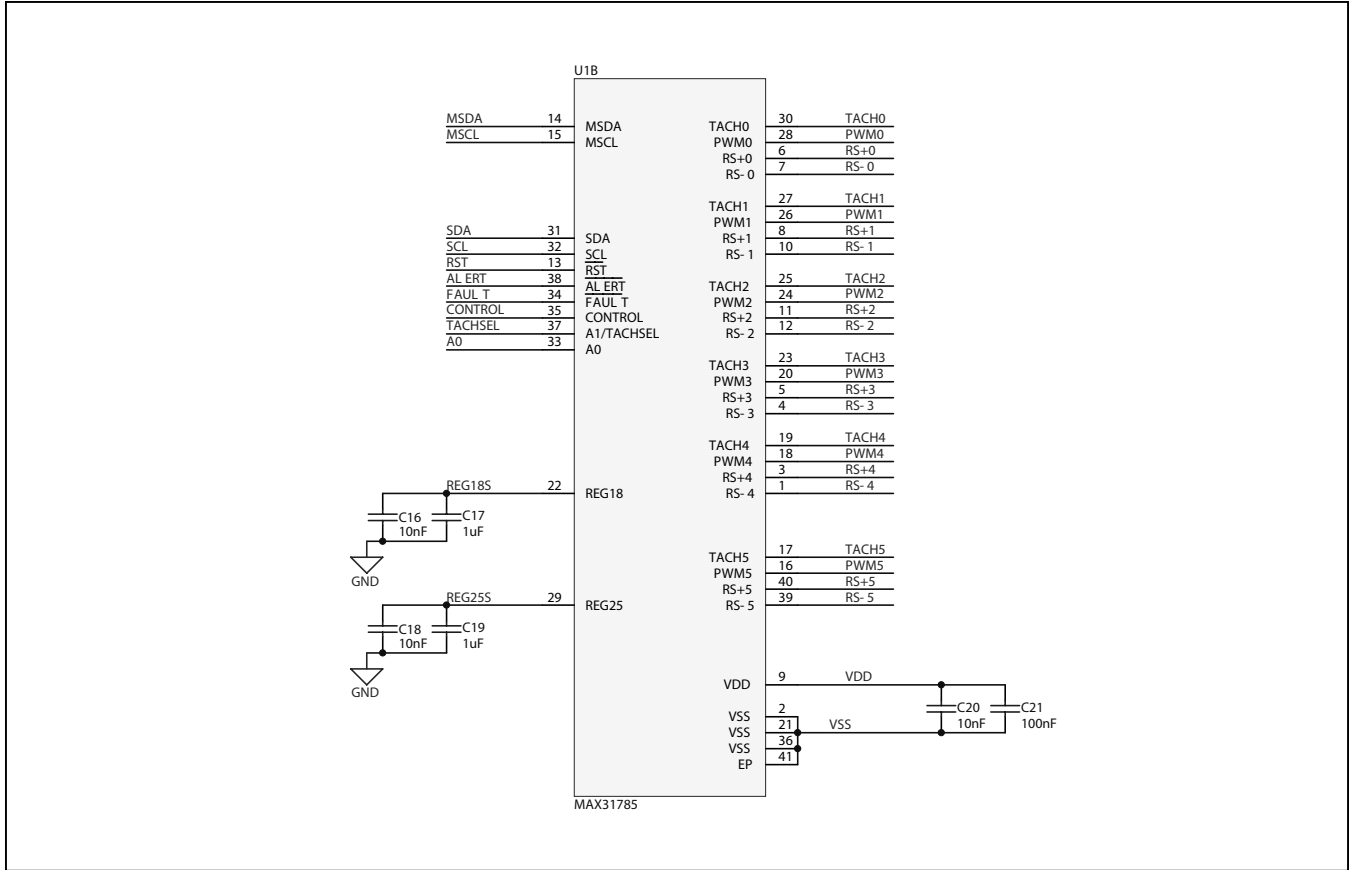 U1B
MSDA 14 MSDA
MSCL 15 MSCL
SDA 31 SDA
SCL 32 SCL
RST 13 RST
AL ERT 38 AL ERT
FAUL T 34 FAUL T
CONTROL 35 CONTROL
TACHSEL 37 A1/TACHSEL
A0 33 A0
REG18S 22 REG18
C16 C17
10nF 1uF
GND
REG25S 29 REG25
C18 C19
10nF 1uF
GND
TACH0 30 TACH0
PWM0 28 PWM0
RS+0 6 RS+0
RS- 0 7 RS- 0
TACH1 27 TACH1
PWM1 26 PWM1
RS+1 8 RS+1
RS- 1 10 RS- 1
TACH2 25 TACH2
PWM2 24 PWM2
RS+2 11 RS+2
RS- 2 12 RS- 2
TACH3 23 TACH3
PWM3 20 PWM3
RS+3 5 RS+3
RS- 3 4 RS- 3
TACH4 19 TACH4
PWM4 18 PWM4
RS+4 3 RS+4
RS- 4 1 RS- 4
TACH5 17 TACH5
PWM5 16 PWM5
RS+5 40 RS+5
RS- 5 39 RS- 5
VDD 9 VDD
VSS 2
VSS 21 VSS
VSS 36
EP 41
C20 C21
10nF 100nF
MAX31785